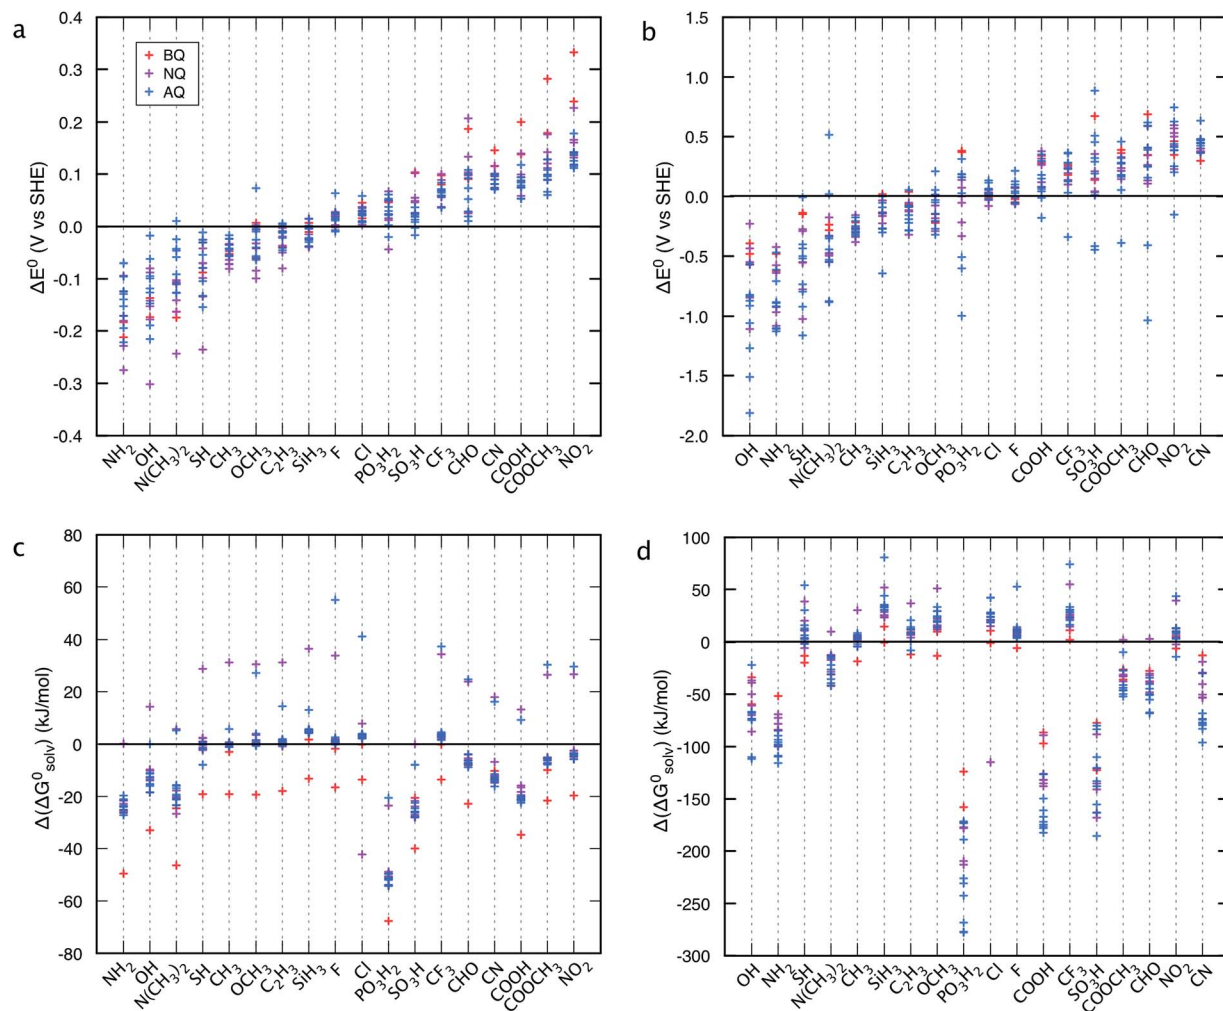 a
ΔE⁰ (V vs SHE)
0.4
0.3
0.2
0.1
0.0
-0.1
-0.2
-0.3
-0.4
BQ
NQ
AQ
NH₂
OH
N(CH₃)₂
SH
CH₃
OCH₃
C₂H₃
SiH₃
F
Cl
PO₃H₂
SO₃H
CF₃
CHO
CN
COOH
COOCH₃
NO₂
b
ΔE⁰ (V vs SHE)
1.5
1.0
0.5
0.0
-0.5
-1.0
-1.5
-2.0
OH
NH₂
SH
N(CH₃)₂
CH₃
SiH₃
C₂H₃
OCH₃
PO₃H₂
Cl
F
COOH
CF₃
SO₃H
COOCH₃
CHO
NO₂
CN
c
Δ(ΔG⁰solv) (kJ/mol)
80
60
40
20
0
-20
-40
-60
-80
NH₂
OH
N(CH₃)₂
SH
CH₃
OCH₃
C₂H₃
SiH₃
F
Cl
PO₃H₂
SO₃H
CF₃
CHO
CN
COOH
COOCH₃
NO₂
d
Δ(ΔG⁰solv) (kJ/mol)
100
50
0
-50
-100
-150
-200
-250
-300
OH
NH₂
SH
N(CH₃)₂
CH₃
SiH₃
C₂H₃
OCH₃
PO₃H₂
Cl
F
COOH
CF₃
SO₃H
COOCH₃
CHO
NO₂
CN